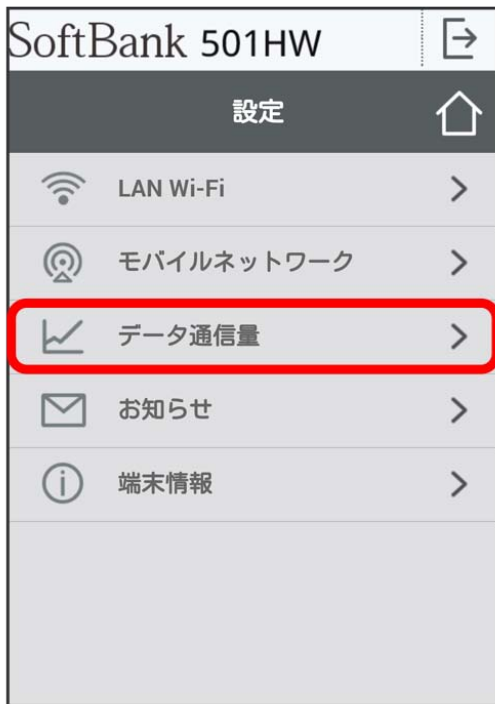 SoftBank 501HW
設定
LAN Wi-Fi
モバイルネットワーク
データ通信量
お知らせ
端末情報